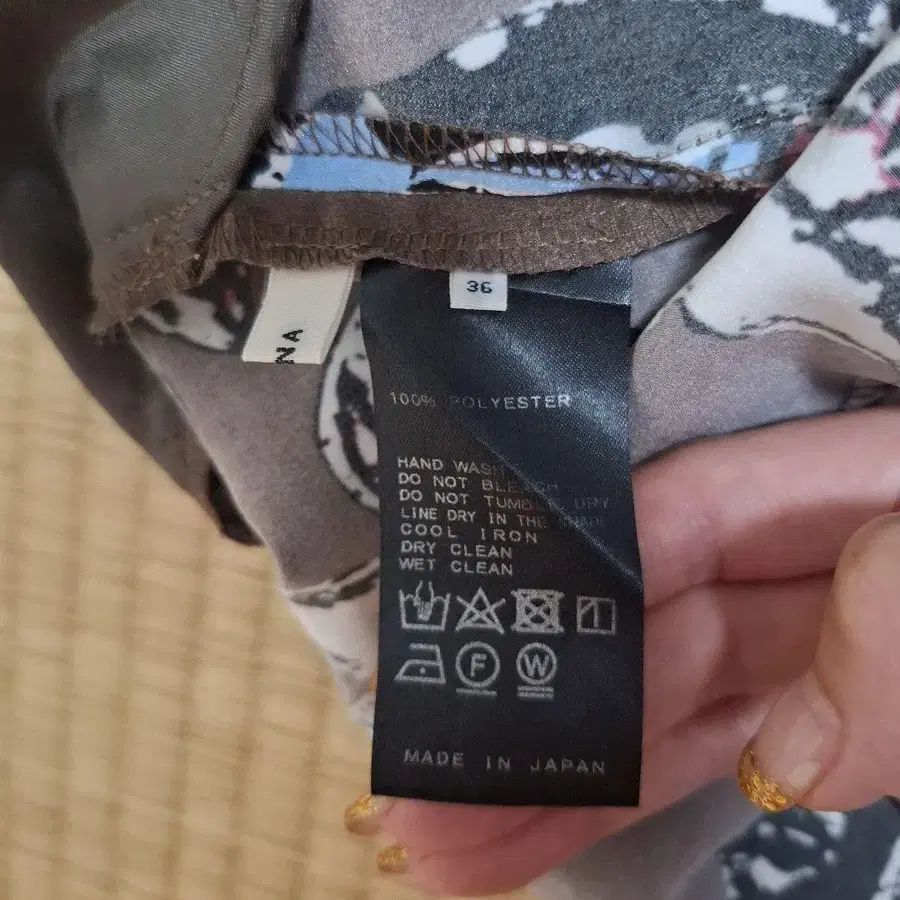 36
NA
100% POLYESTER
HAND WASH
DO NOT BLEACH
DO NOT TUMBLE DRY
LINE DRY IN THE SHADE
COOL IRON
DRY CLEAN
WET CLEAN
F
W
MADE IN JAPAN